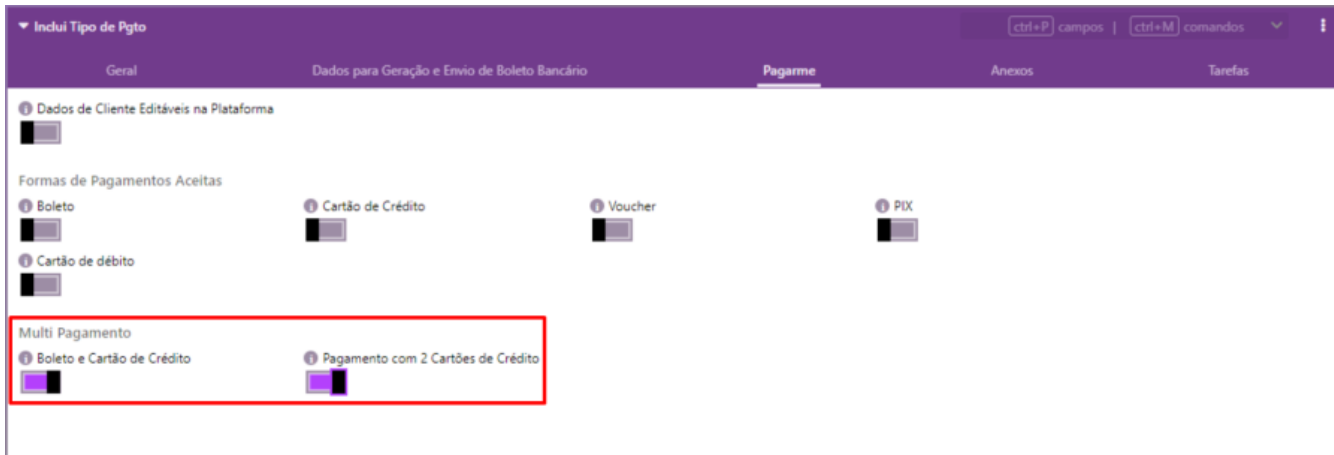 Inclui Tipo de Pgto
ctrl+P campos | ctrl+M comandos
Geral Dados para Geração e Envio de Boleto Bancário Pagarme Anexos Tarefas
Dados de Cliente Editáveis na Plataforma
Formas de Pagamentos Aceitas
Boleto Cartão de Crédito Voucher PIX
Cartão de débito
Multi Pagamento
Boleto e Cartão de Crédito Pagamento com 2 Cartões de Crédito